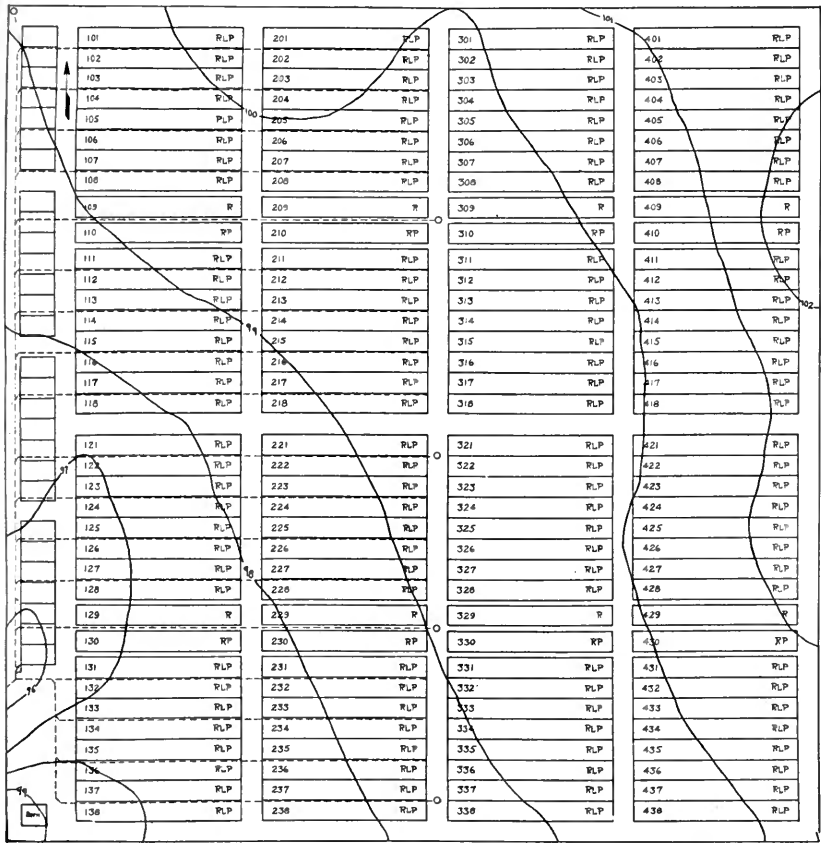 101 RLP 201 RLP 301 RLP 401 RLP
102 RLP 202 RLP 302 RLP 402 RLP
103 RLP 203 RLP 303 RLP 403 RLP
104 RLP 204 RLP 304 RLP 404 RLP
105 RLP 205 RLP 305 RLP 405 RLP
106 RLP 206 RLP 306 RLP 406 RLP
107 RLP 207 RLP 307 RLP 407 RLP
108 RLP 208 RLP 308 RLP 408 RLP
109 R 209 R 309 R 409 R
110 RP 210 RP 310 RP 410 RP
111 RLP 211 RLP 311 RLP 411 RLP
112 RLP 212 RLP 312 RLP 412 RLP
113 RLP 213 RLP 313 RLP 413 RLP
114 RLP 214 RLP 314 RLP 414 RLP
115 RLP 215 RLP 315 RLP 415 RLP
116 RLP 216 RLP 316 RLP 416 RLP
117 RLP 217 RLP 317 RLP 417 RLP
118 RLP 218 RLP 318 RLP 418 RLP
121 RLP 221 RLP 321 RLP 421 RLP
122 RLP 222 RLP 322 RLP 422 RLP
123 RLP 223 RLP 323 RLP 423 RLP
124 RLP 224 RLP 324 RLP 424 RLP
125 RLP 225 RLP 325 RLP 425 RLP
126 RLP 226 RLP 326 RLP 426 RLP
127 RLP 227 RLP 327 RLP 427 RLP
128 RLP 228 RLP 328 RLP 428 RLP
129 R 229 R 329 R 429 R
130 RP 230 RP 330 RP 430 RP
131 RLP 231 RLP 331 RLP 431 RLP
132 RLP 232 RLP 332 RLP 432 RLP
133 RLP 233 RLP 333 RLP 433 RLP
134 RLP 234 RLP 334 RLP 434 RLP
135 RLP 235 RLP 335 RLP 435 RLP
136 RLP 236 RLP 336 RLP 436 RLP
137 RLP 237 RLP 337 RLP 437 RLP
138 RLP 238 RLP 338 RLP 438 RLP
101
100
102
99
97
98
96
Barn